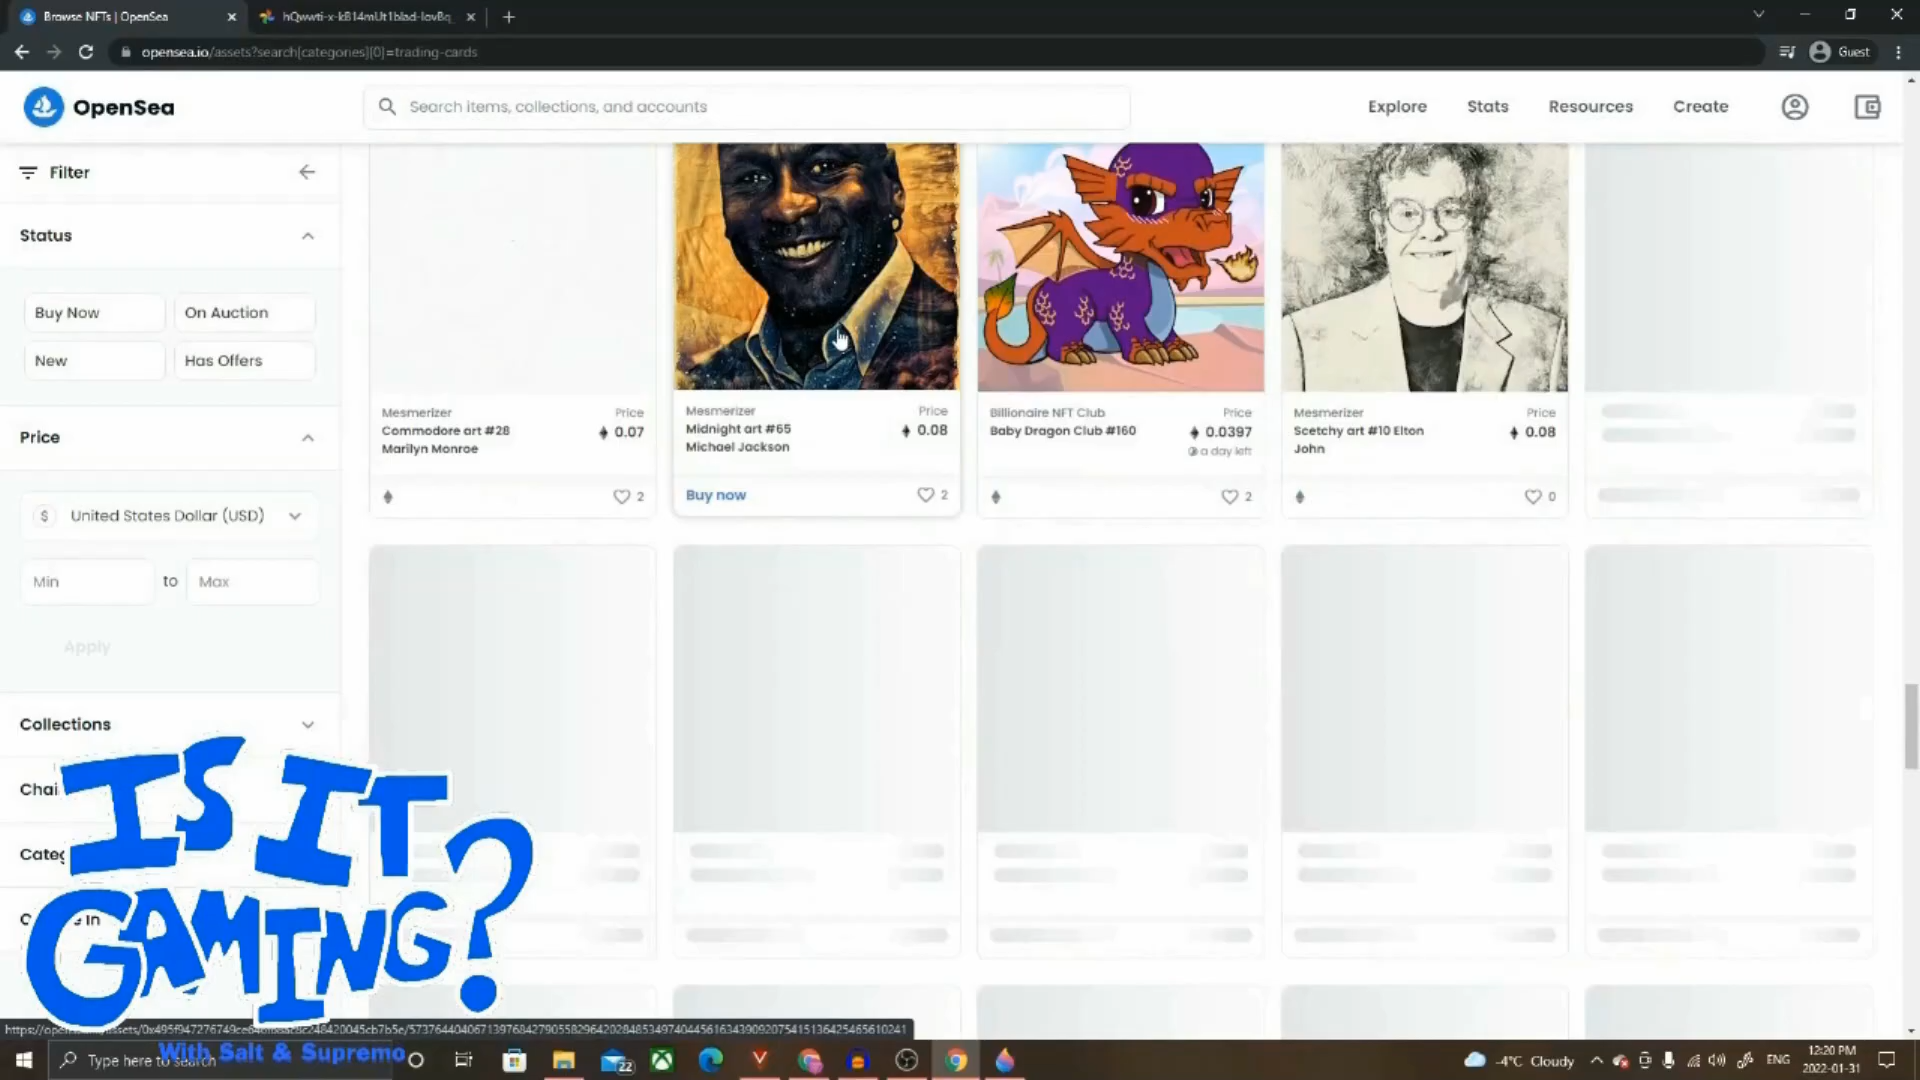 Browse NFTs | OpenSea
opensea.io/assets?search[categories][0]=trading-cards
Guest
OpenSea
Search items, collections, and accounts
Explore
Stats
Resources
Create
Filter
Status
Buy Now
On Auction
New
Has Offers
Price
$ United States Dollar (USD)
Min
to
Max
Apply
Collections
Mesmerizer
Price
Commodore art #28
0.07
Marilyn Monroe
2
Mesmerizer
Price
Midnight art #65
0.08
Michael Jackson
Buy now
2
Billionaire NFT Club
Price
Baby Dragon Club #160
0.0397
a day left
2
Mesmerizer
Price
Scetchy art #10 Elton
0.08
John
0
Chai
Categ
IS IT
GAMING?
With Salt & Supremo
Type here to search
22
-4°C Cloudy
ENG
12:20 PM
2022-01-31